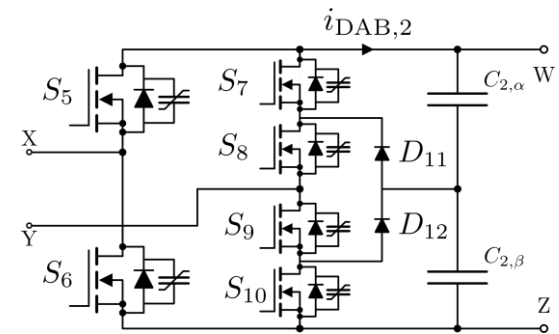 i_DAB,2
W
S_5
S_7
C_2,α
X
S_8
D_11
Y
S_9
D_12
S_6
S_10
C_2,β
Z